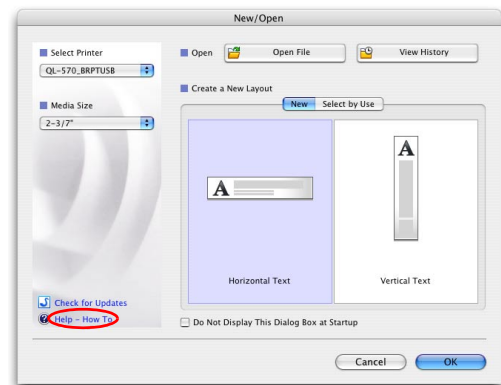 New/Open
Select Printer
QL-570_BRPTUSB
Media Size
2-3/7"
Check for Updates
Help - How To
Open
Open File
View History
Create a New Layout
New
Select by Use
A
Horizontal Text
A
Vertical Text
Do Not Display This Dialog Box at Startup
Cancel
OK